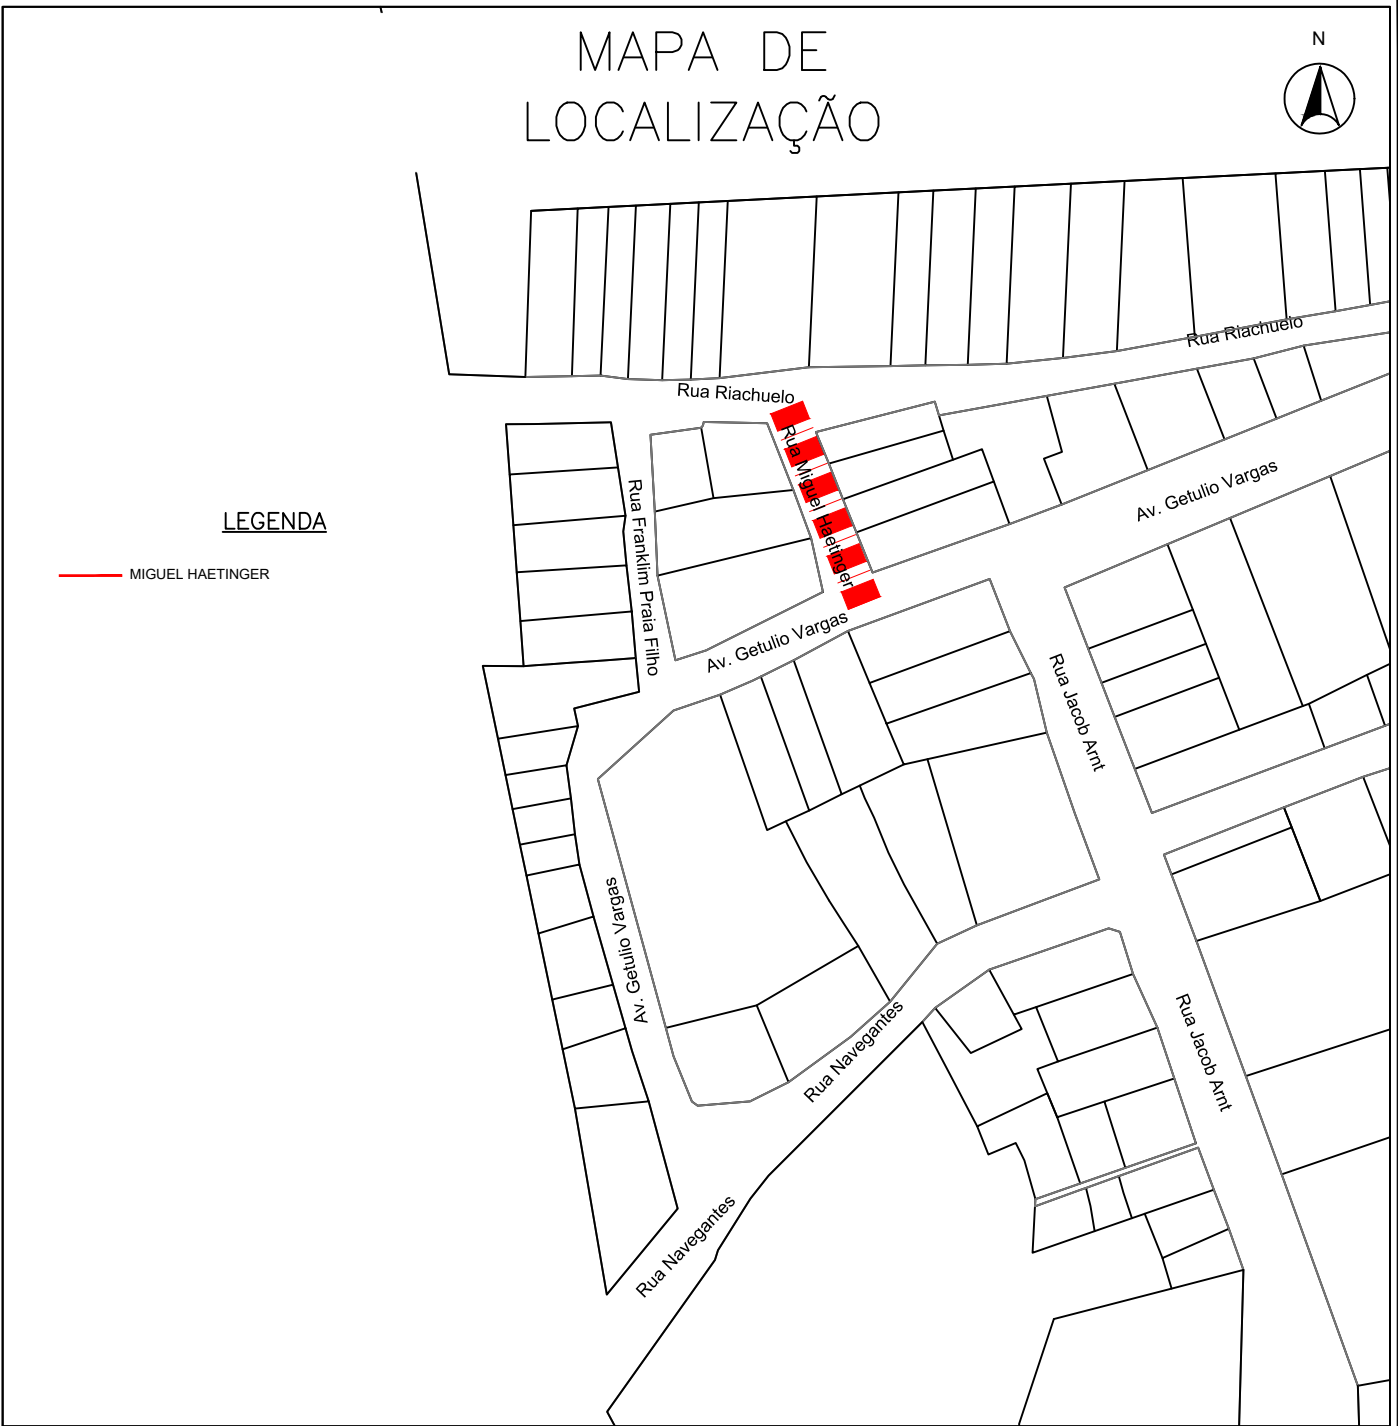 MAPA DE
LOCALIZAÇÃO
N
Rua Riachuelo
Rua Riachuelo
Rua Miguel Haetinger
Av. Getulio Vargas
Rua Franklim Praia Filho
LEGENDA
MIGUEL HAETINGER
Av. Getulio Vargas
Rua Jacob Arnt
Av. Getulio Vargas
Rua Navegantes
Rua Jacob Arnt
Rua Navegantes